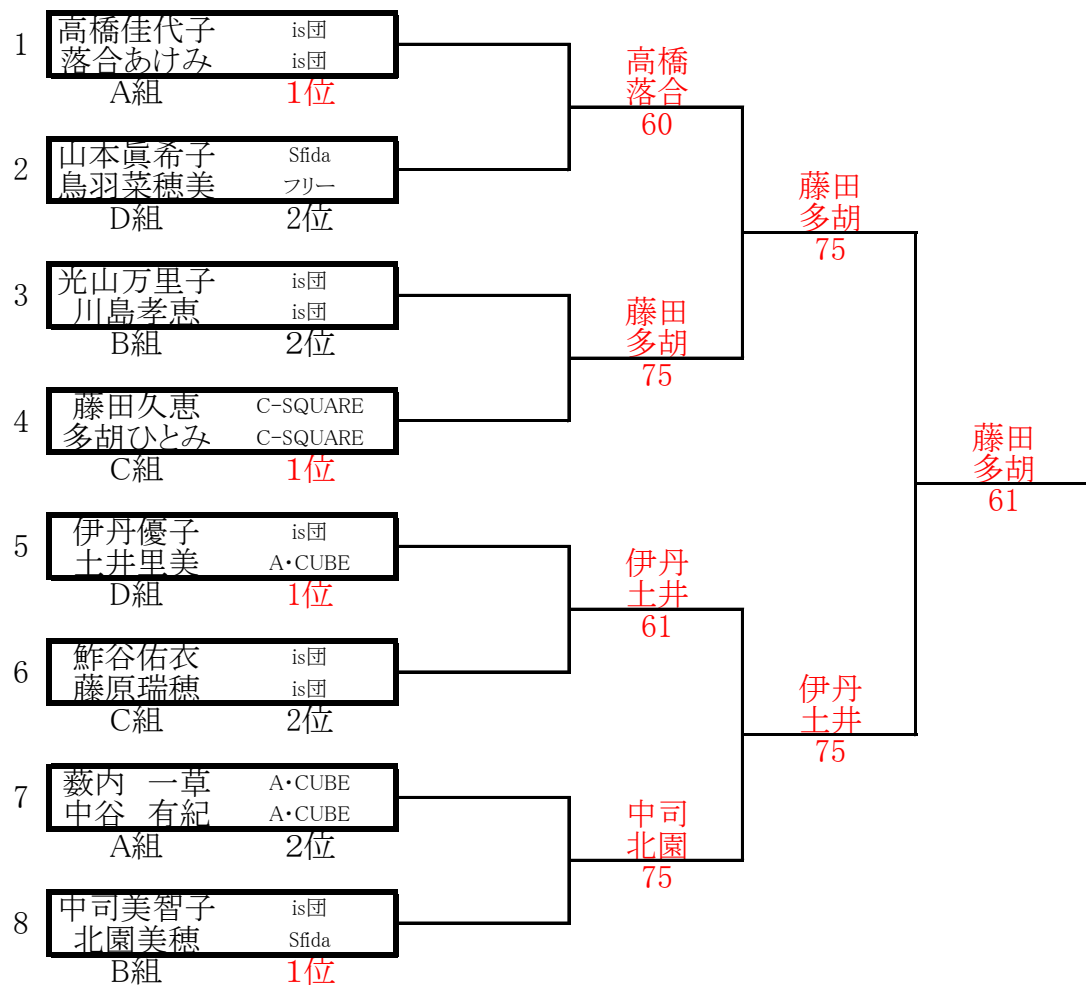 1
高橋佳代子 is団
落合あけみ is団
A組 1位
2
山本眞希子 Sfida
鳥羽菜穂美 フリー
D組 2位
3
光山万里子 is団
川島孝恵 is団
B組 2位
4
藤田久恵 C-SQUARE
多胡ひとみ C-SQUARE
C組 1位
5
伊丹優子 is団
土井里美 A・CUBE
D組 1位
6
鮓谷佑衣 is団
藤原瑞穂 is団
C組 2位
7
薮内 一草 A・CUBE
中谷 有紀 A・CUBE
A組 2位
8
中司美智子 is団
北園美穂 Sfida
B組 1位
高橋
落合
60
藤田
多胡
75
伊丹
土井
61
中司
北園
75
藤田
多胡
75
伊丹
土井
75
藤田
多胡
61